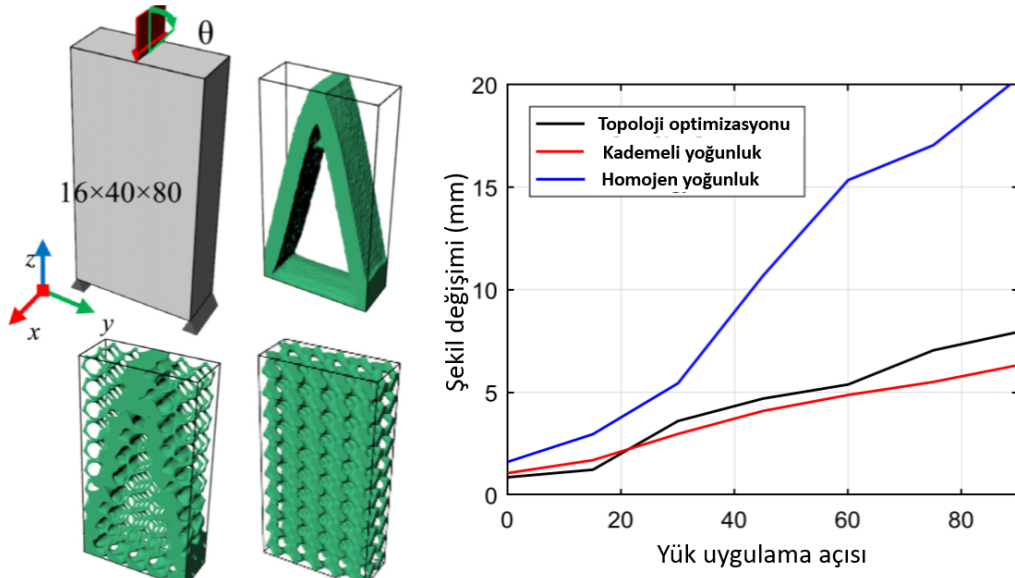 θ
16×40×80
z
x
y
Topoloji optimizasyonu
Kademeli yoğunluk
Homojen yoğunluk
Şekil değişimi (mm)
20
15
10
5
0
0 20 40 60 80
Yük uygulama açısı